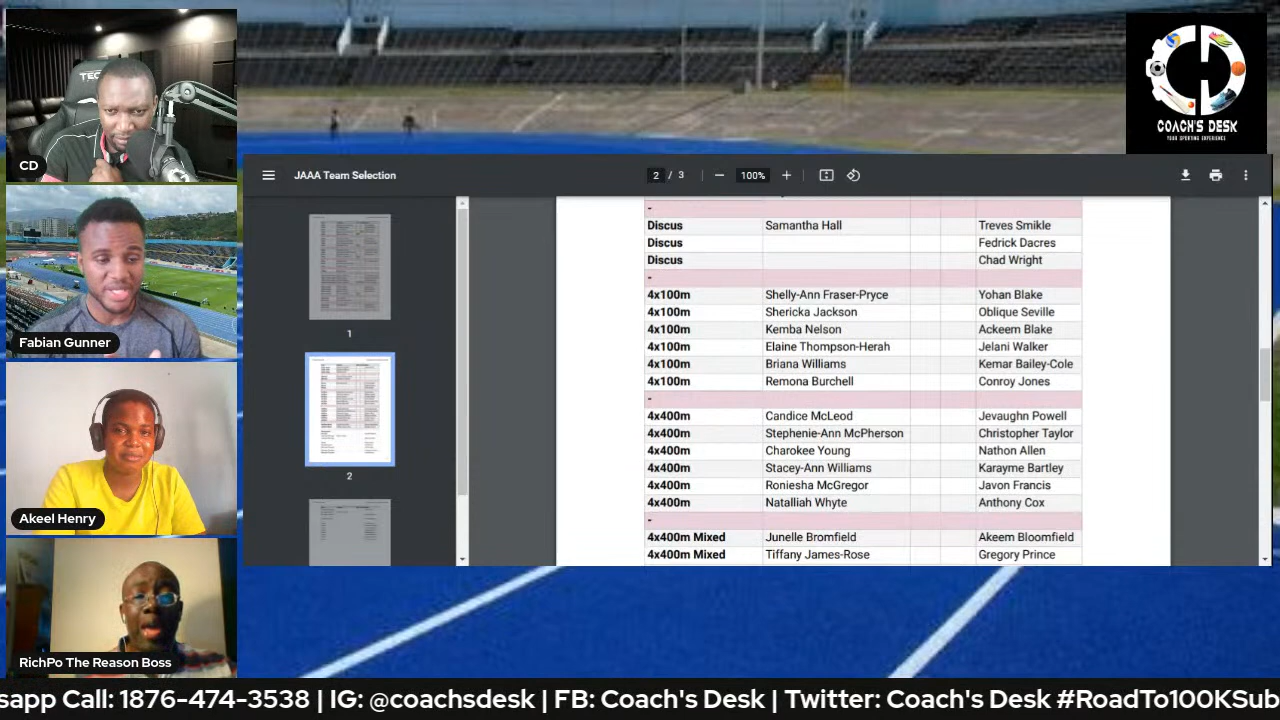 TEC
CD
Fabian Gunner
Akeel Henry
RichPo The Reason Boss
COACH'S DESK
YOUR SPORTING EXPERIENCE
JAAA Team Selection 2 / 3 100%
1
2
-
Discus Samantha Hall Treves Smikle
Discus Fedrick Dacres
Discus Chad Wright
-
4x100m Shelly-Ann Fraser-Pryce Yohan Blake
4x100m Shericka Jackson Oblique Seville
4x100m Kemba Nelson Ackeem Blake
4x100m Elaine Thompson-Herah Jelani Walker
4x100m Briana Williams Kemar Bailey-Cole
4x100m Remona Burchell Conroy Jones
-
4x400m Candice McLeod Jevaughn Powell
4x400m Stephenie-Ann McPherson Christopher Taylor
4x400m Charokee Young Nathon Allen
4x400m Stacey-Ann Williams Karayme Bartley
4x400m Roniesha McGregor Javon Francis
4x400m Natalliah Whyte Anthony Cox
-
4x400m Mixed Junelle Bromfield Akeem Bloomfield
4x400m Mixed Tiffany James-Rose Gregory Prince
sapp Call: 1876-474-3538 | IG: @coachsdesk | FB: Coach's Desk | Twitter: Coach's Desk #RoadTo100KSub